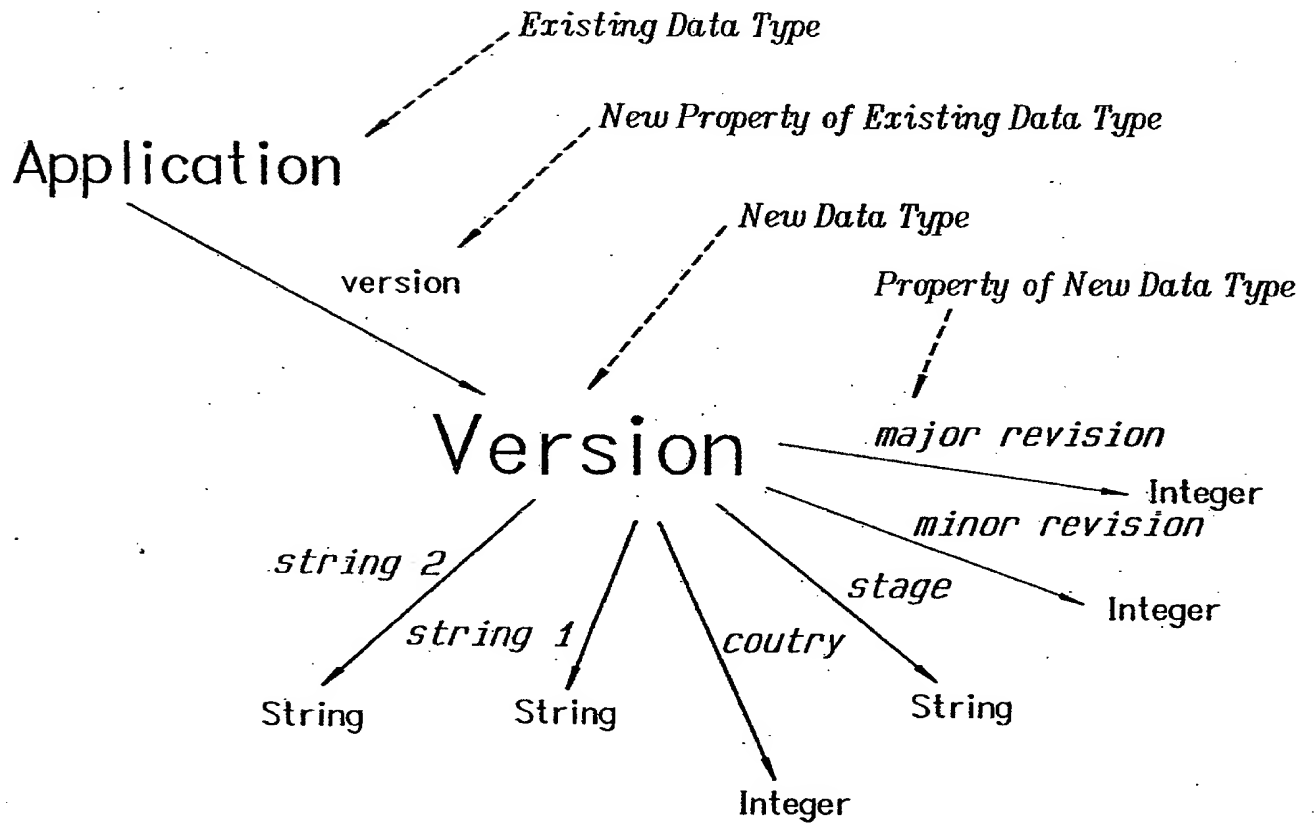 Existing Data Type
New Property of Existing Data Type
Application
New Data Type
version
Property of New Data Type
Version
major revision
Integer
minor revision
string 2
stage
Integer
string 1
coutry
String
String
String
Integer